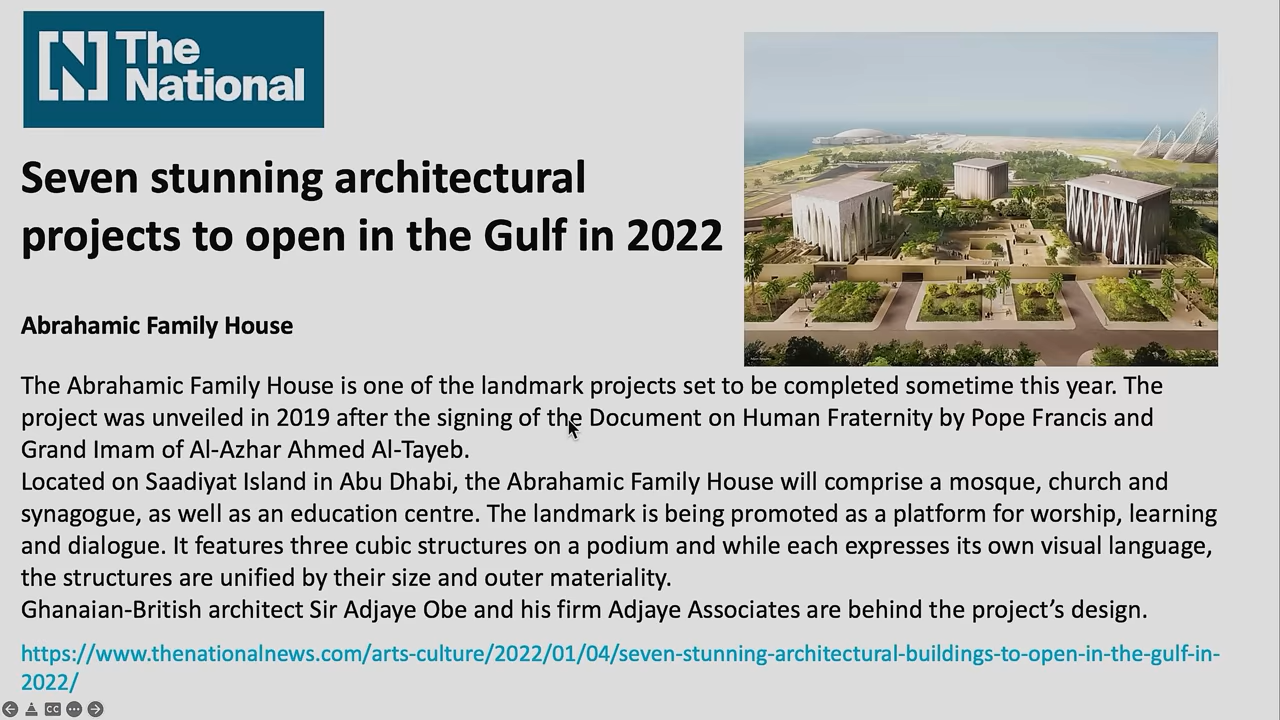 The
National
Seven stunning architectural
projects to open in the Gulf in 2022
Abrahamic Family House
The Abrahamic Family House is one of the landmark projects set to be completed sometime this year. The
project was unveiled in 2019 after the signing of the Document on Human Fraternity by Pope Francis and
Grand Imam of Al-Azhar Ahmed Al-Tayeb.
Located on Saadiyat Island in Abu Dhabi, the Abrahamic Family House will comprise a mosque, church and
synagogue, as well as an education centre. The landmark is being promoted as a platform for worship, learning
and dialogue. It features three cubic structures on a podium and while each expresses its own visual language,
the structures are unified by their size and outer materiality.
Ghanaian-British architect Sir Adjaye Obe and his firm Adjaye Associates are behind the project’s design.
https://www.thenationalnews.com/arts-culture/2022/01/04/seven-stunning-architectural-buildings-to-open-in-the-gulf-in-
2022/
CC